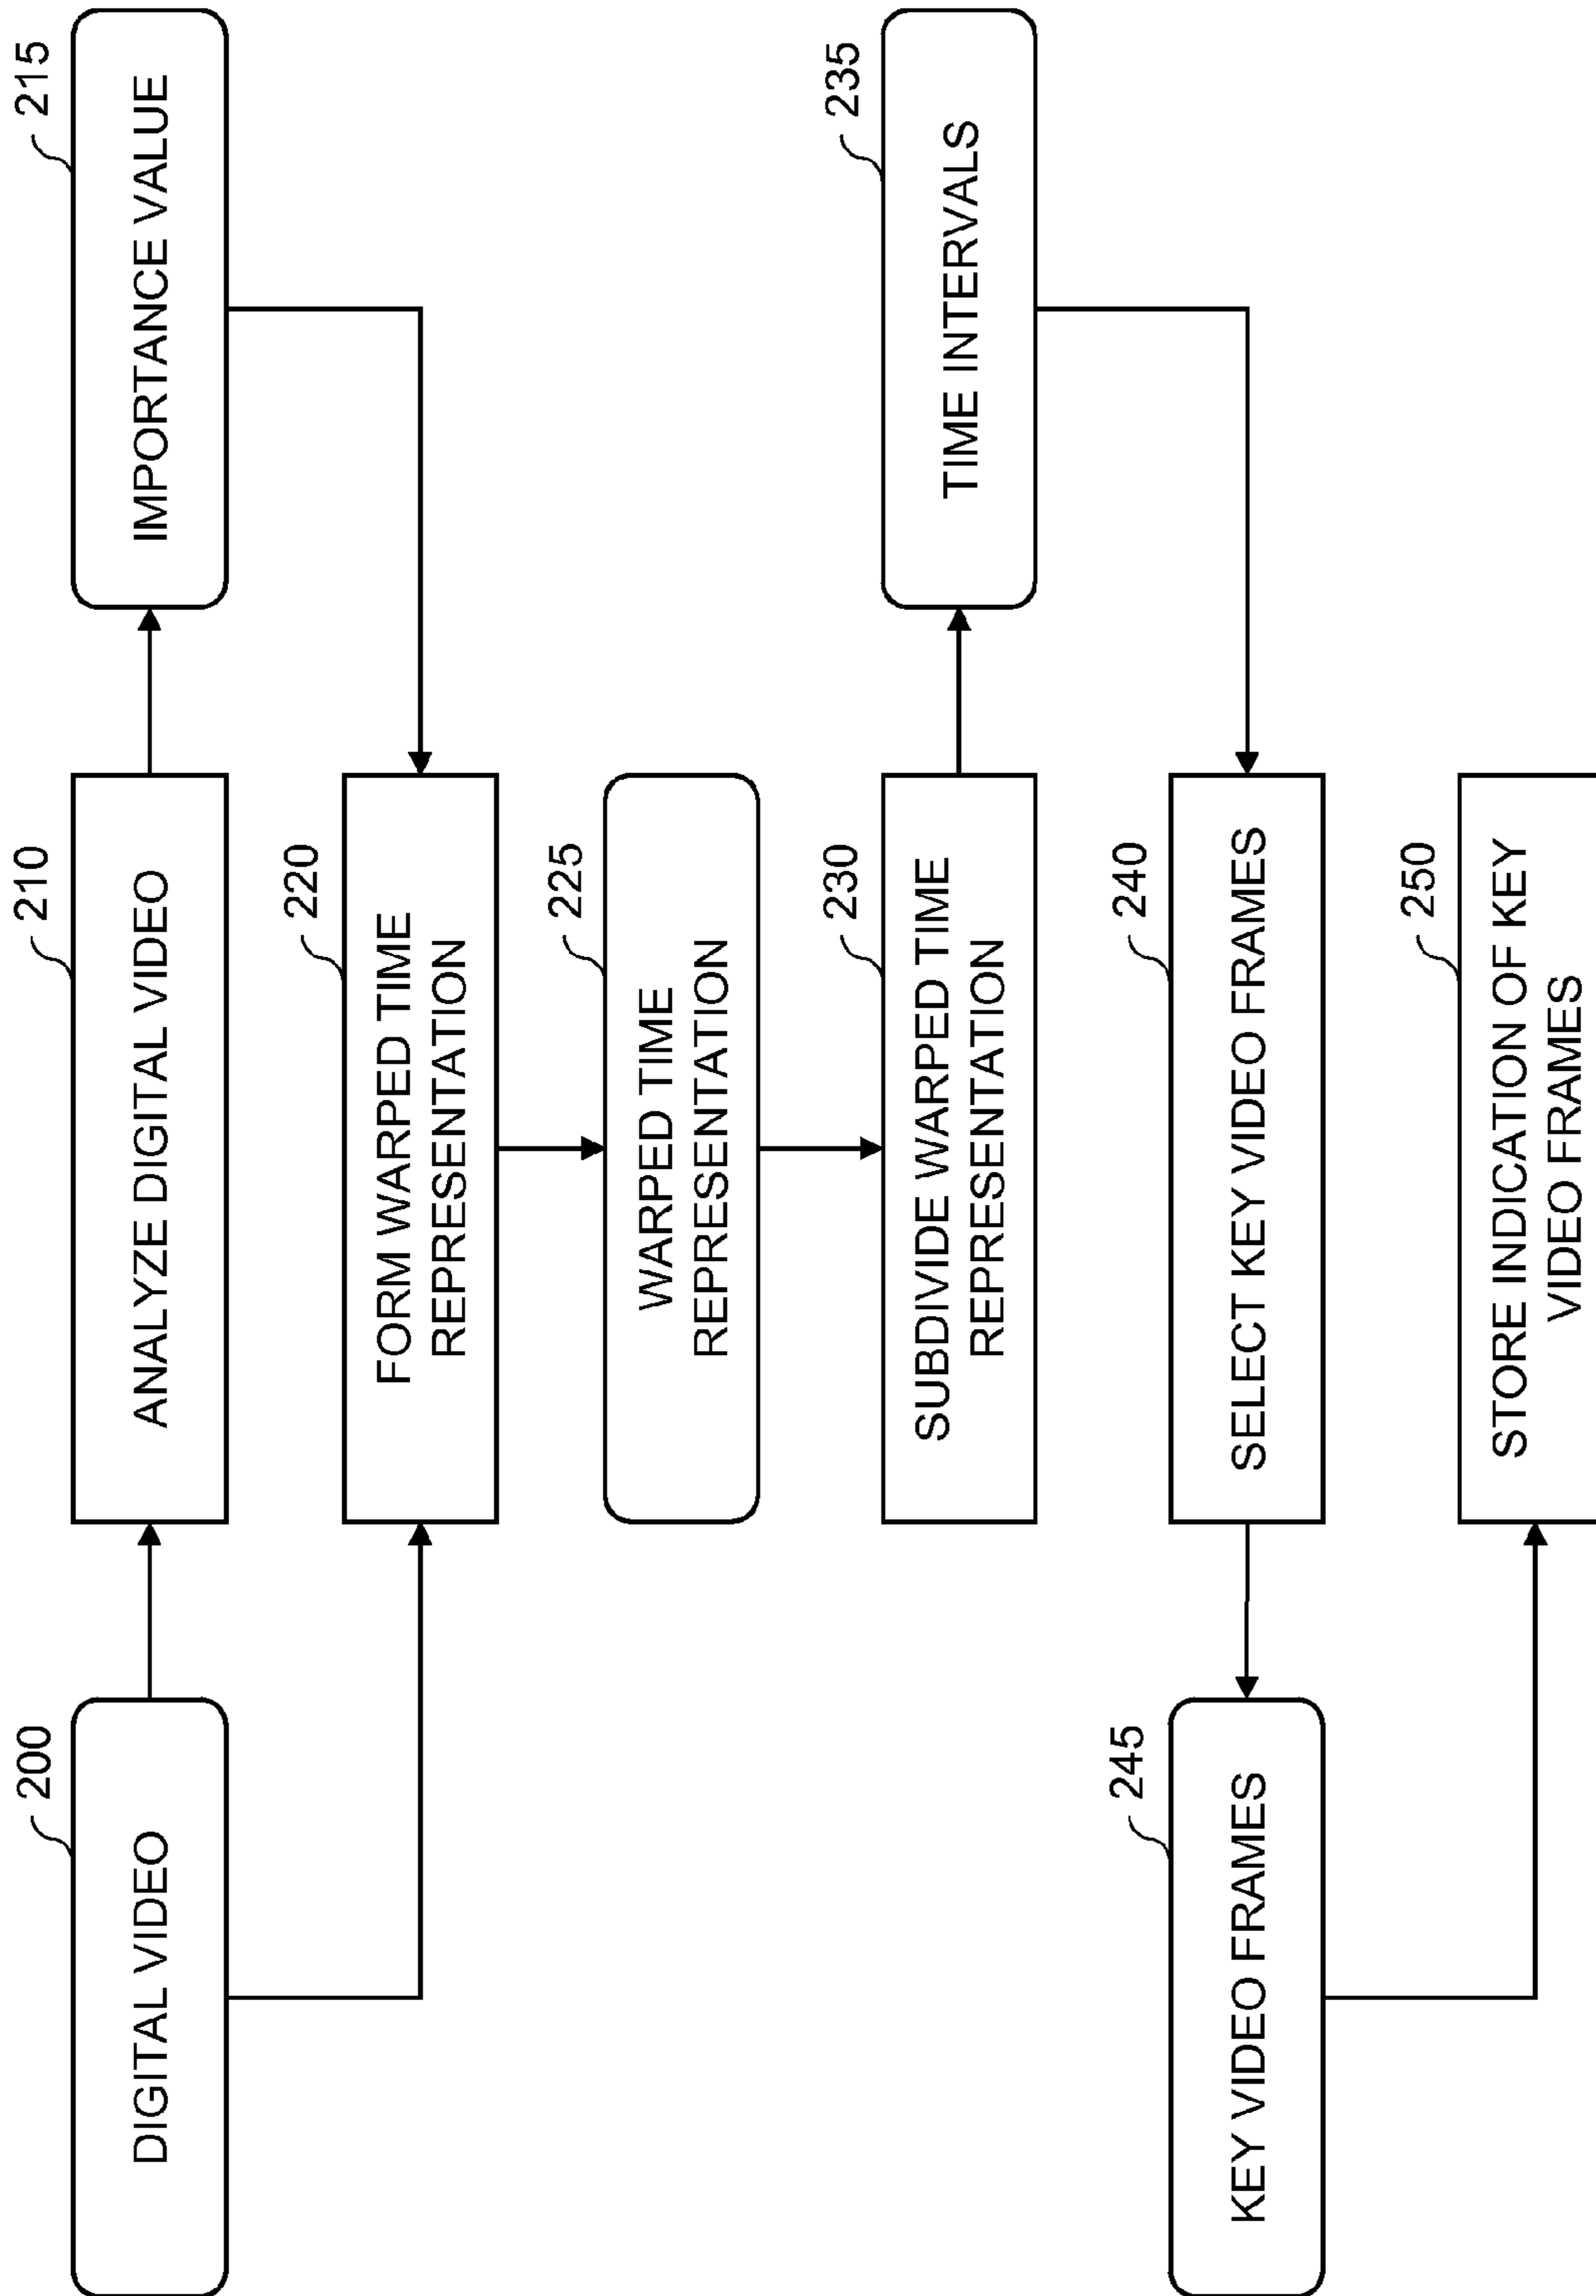 200
DIGITAL VIDEO
210
ANALYZE DIGITAL VIDEO
215
IMPORTANCE VALUE
220
FORM WARPED TIME
REPRESENTATION
225
WARPED TIME
REPRESENTATION
230
SUBDIVIDE WARPED TIME
REPRESENTATION
235
TIME INTERVALS
240
SELECT KEY VIDEO FRAMES
245
KEY VIDEO FRAMES
250
STORE INDICATION OF KEY
VIDEO FRAMES